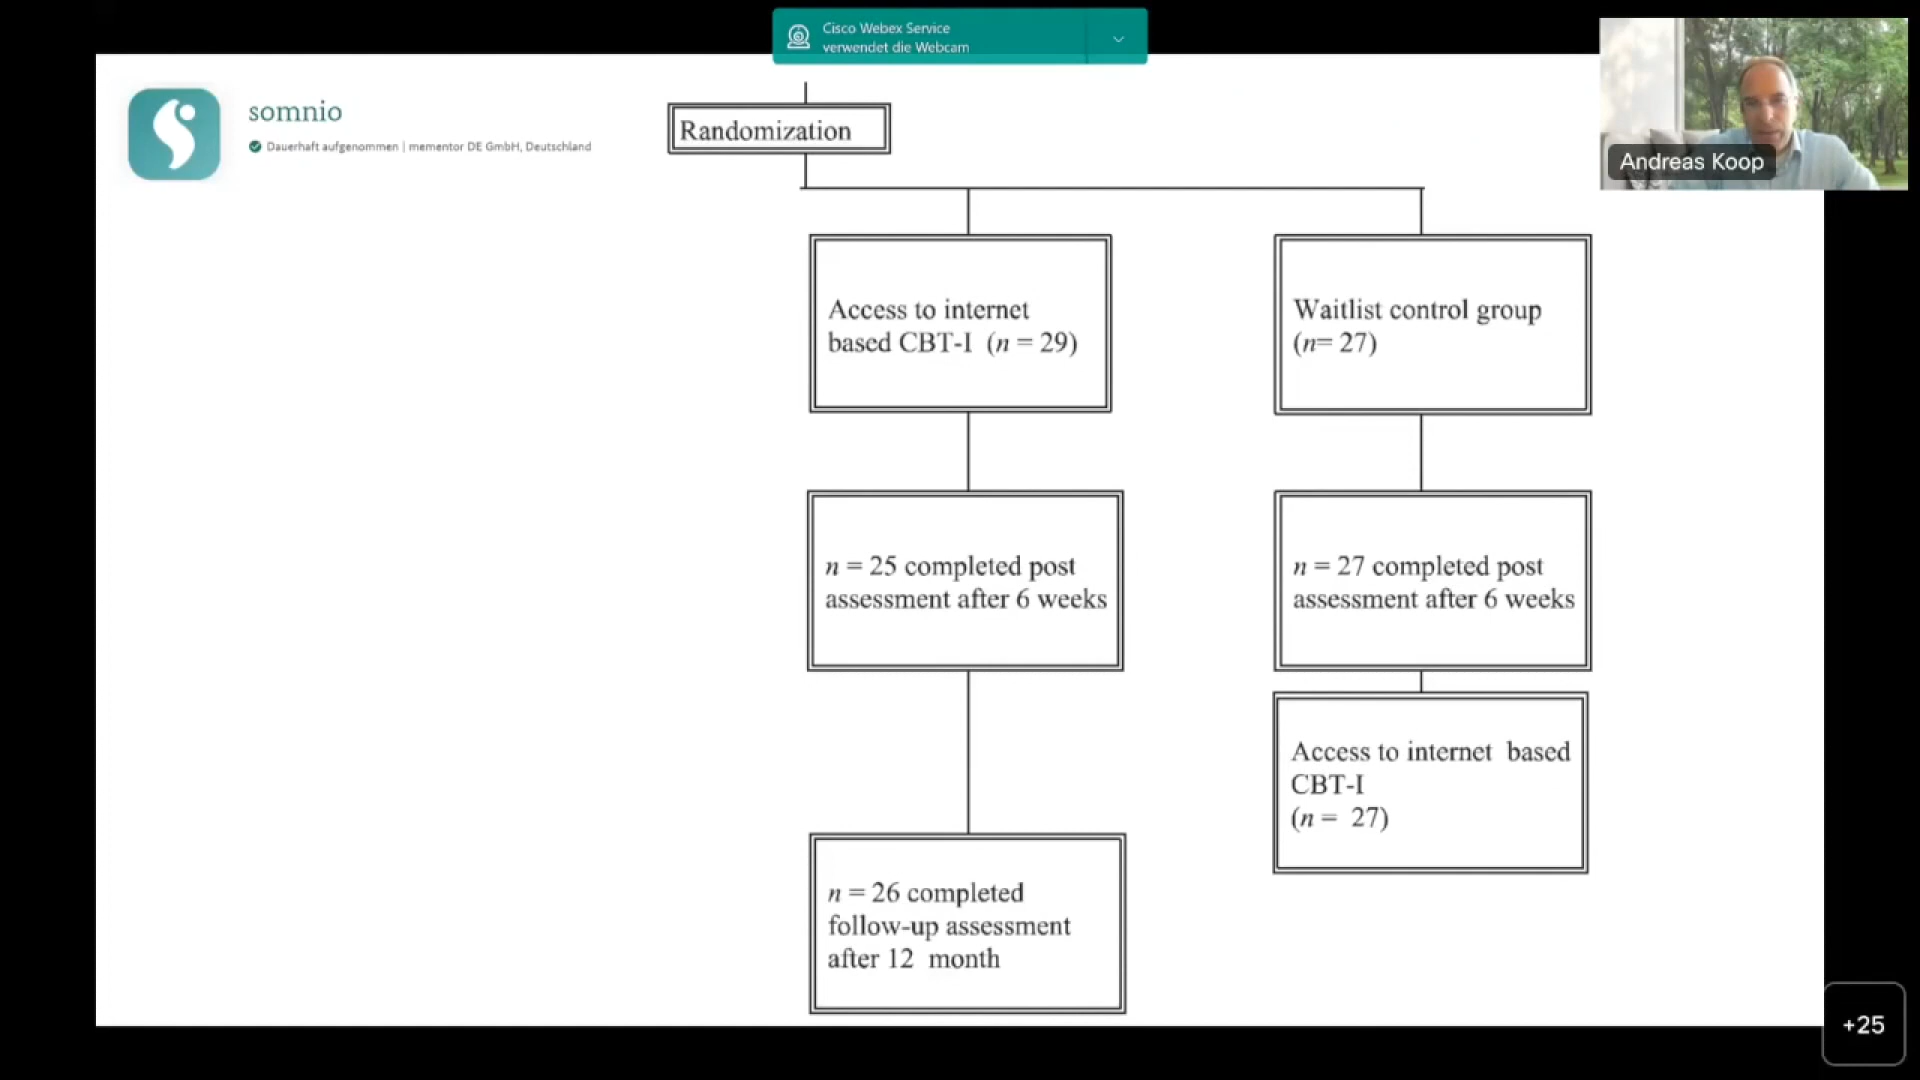 Cisco Webex Service
verwendet die Webcam
somnio
Dauerhaft aufgenommen | mementor DE GmbH, Deutschland
Randomization
Andreas Koop
Access to internet
based CBT-I (n = 29)
Waitlist control group
(n= 27)
n = 25 completed post
assessment after 6 weeks
n = 27 completed post
assessment after 6 weeks
Access to internet based
CBT-I
(n = 27)
n = 26 completed
follow-up assessment
after 12 month
+25